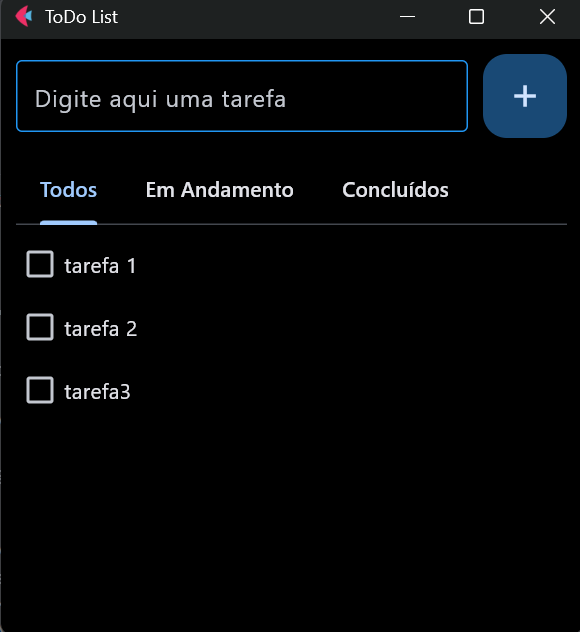 ToDo List
Digite aqui uma tarefa
+
Todos Em Andamento Concluídos
tarefa 1
tarefa 2
tarefa3